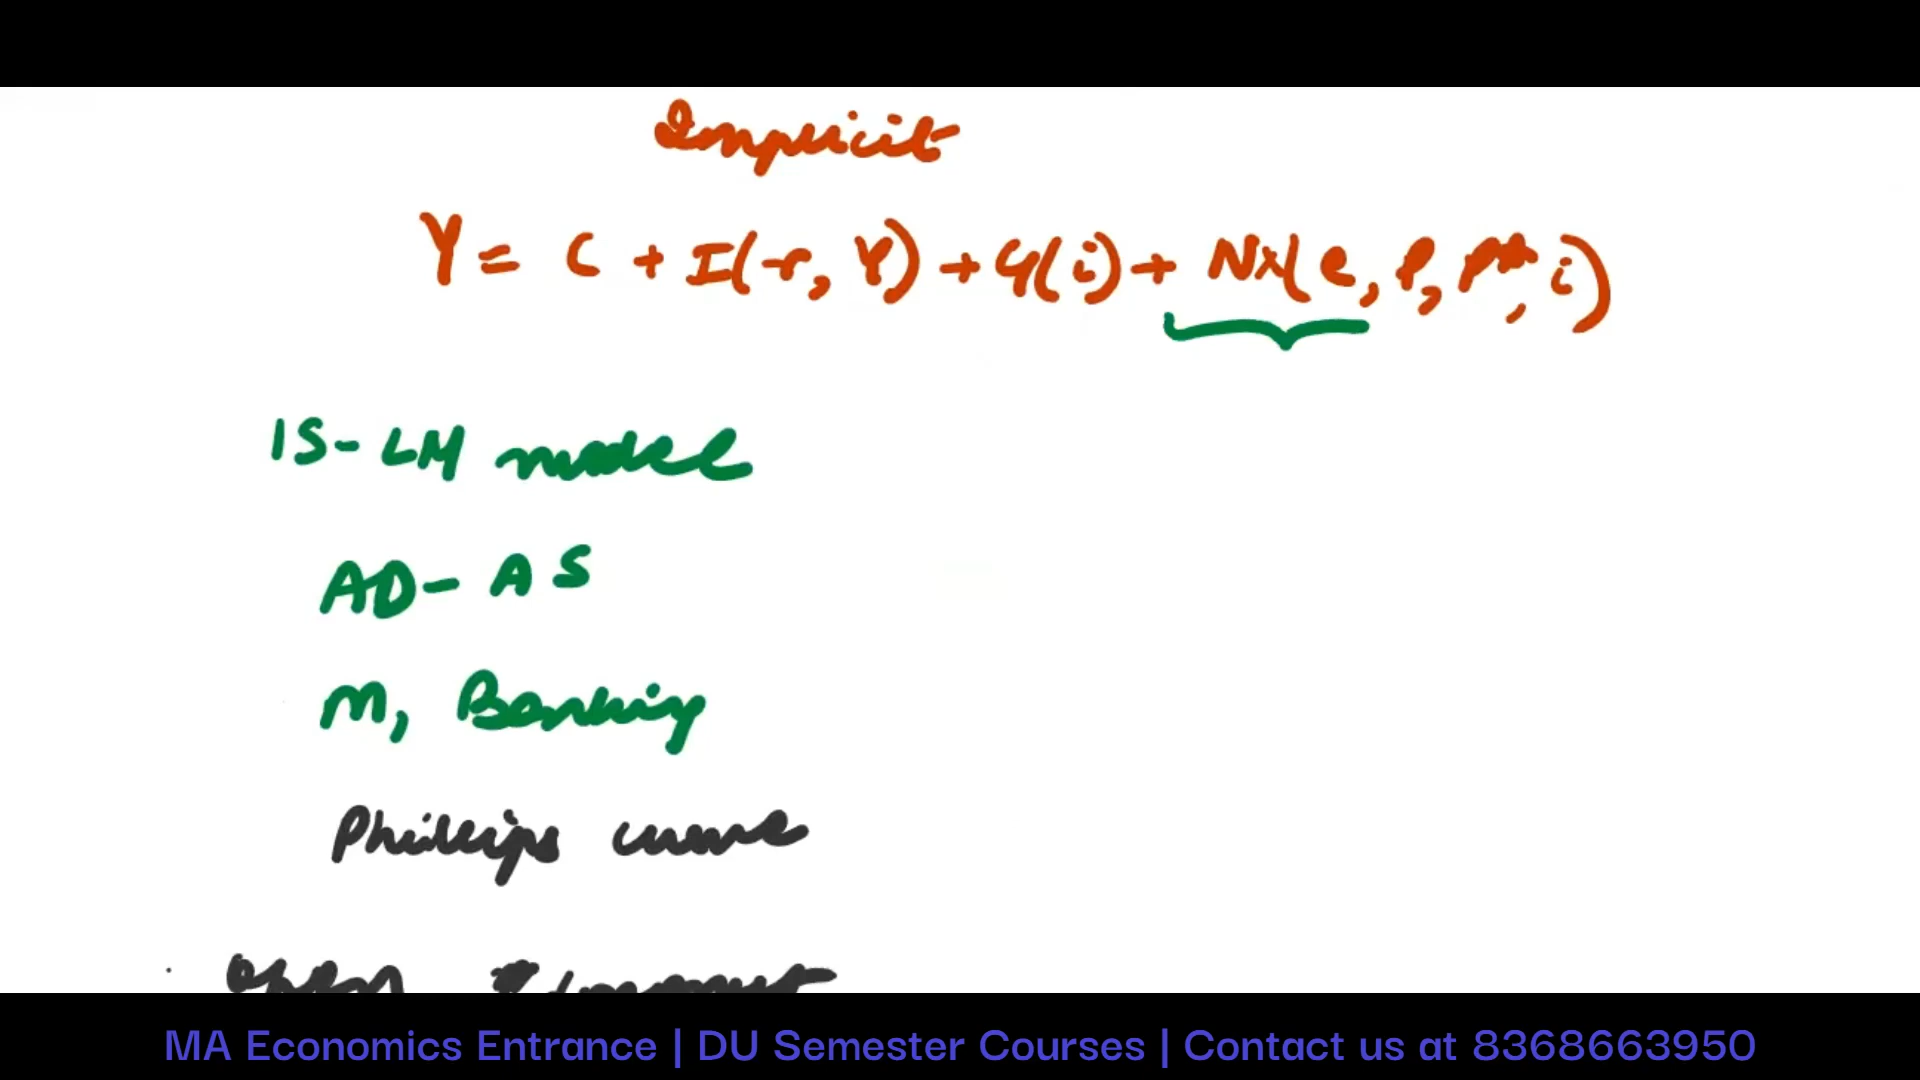 Implicit
Y = C + I(-r, Y) + G(i) + NX(e, P, P*, i)
IS-LM model
AD-AS
M, Banking
Phillips curve
open
MA Economics Entrance | DU Semester Courses | Contact us at 8368663950